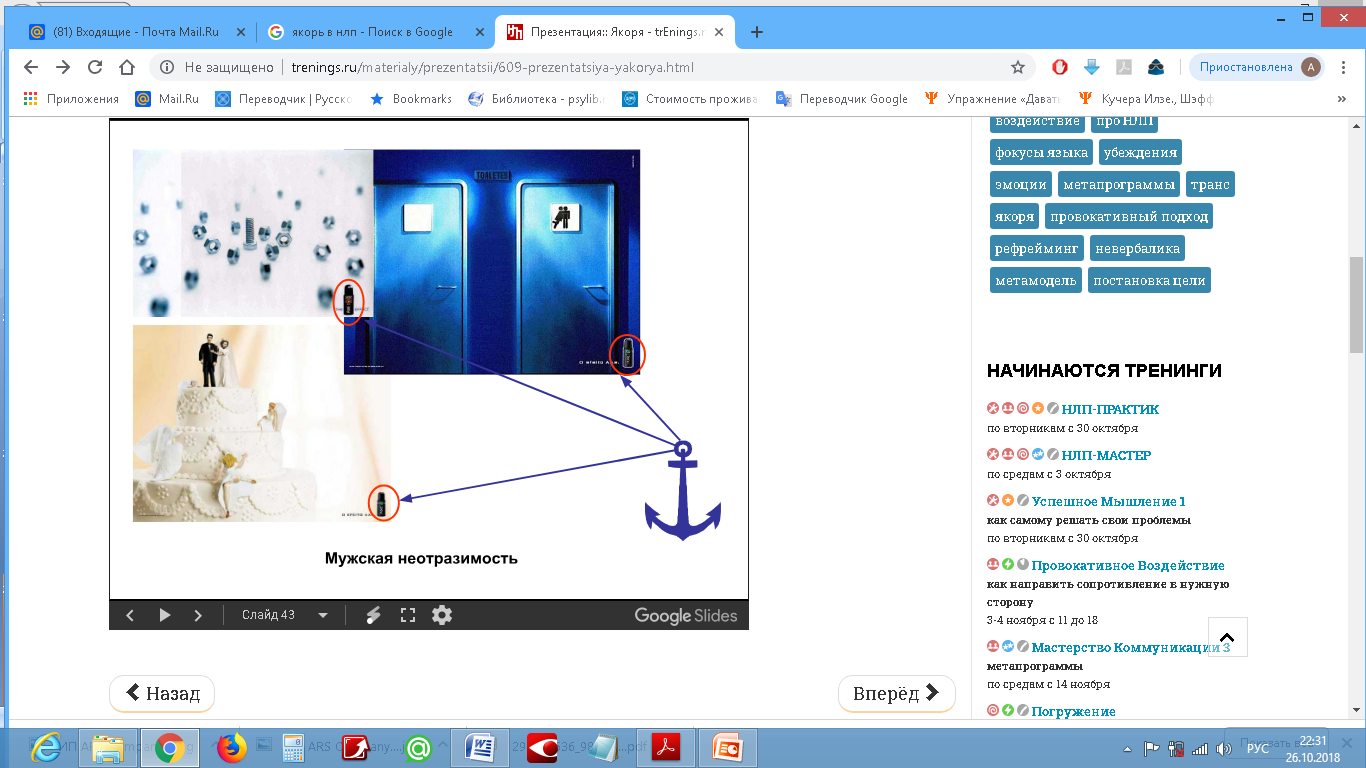 (81) Входящие - Почта Mail.Ru
якорь в нлп - Поиск в Google
Презентация:: Якоря - trEnings.r
Не защищено
trenings.ru/materialy/prezentatsii/609-prezentatsiya-yakorya.html
Приостановлена
А
Приложения
Mail.Ru
Переводчик | Русско
Bookmarks
Библиотека - psylib.
Стоимость прожива
Переводчик Google
Упражнение «Давать
Кучера Илзе., Шэфф
»
TOALETES
Мужская неотразимость
Слайд 43
Google Slides
Назад
Вперёд
воздействие про НЛП
фокусы языка убеждения
эмоции метапрограммы транс
якоря провокативный подход
рефрейминг невербалика
метамодель постановка цели
НАЧИНАЮТСЯ ТРЕНИНГИ
НЛП-ПРАКТИК
по вторникам с 30 октября
НЛП-МАСТЕР
по средам с 3 октября
Успешное Мышление 1
как самому решать свои проблемы
по вторникам с 30 октября
Провокативное Воздействие
как направить сопротивление в нужную
сторону
3-4 ноября с 11 до 18
Мастерство Коммуникации 3
метапрограммы
по средам с 14 ноября
Погружение
РУС
22:31
26.10.2018